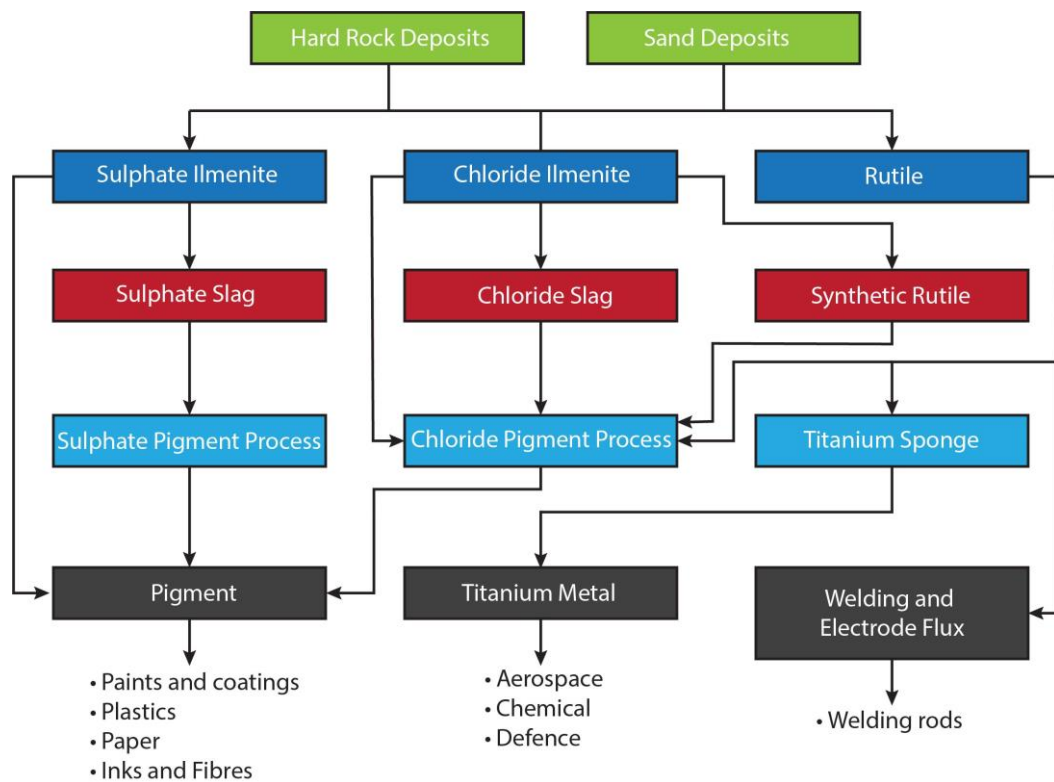 Hard Rock Deposits
Sand Deposits
Sulphate Ilmenite
Chloride Ilmenite
Rutile
Sulphate Slag
Chloride Slag
Synthetic Rutile
Sulphate Pigment Process
Chloride Pigment Process
Titanium Sponge
Pigment
Titanium Metal
Welding and
Electrode Flux
• Paints and coatings
• Plastics
• Paper
• Inks and Fibres
• Aerospace
• Chemical
• Defence
• Welding rods